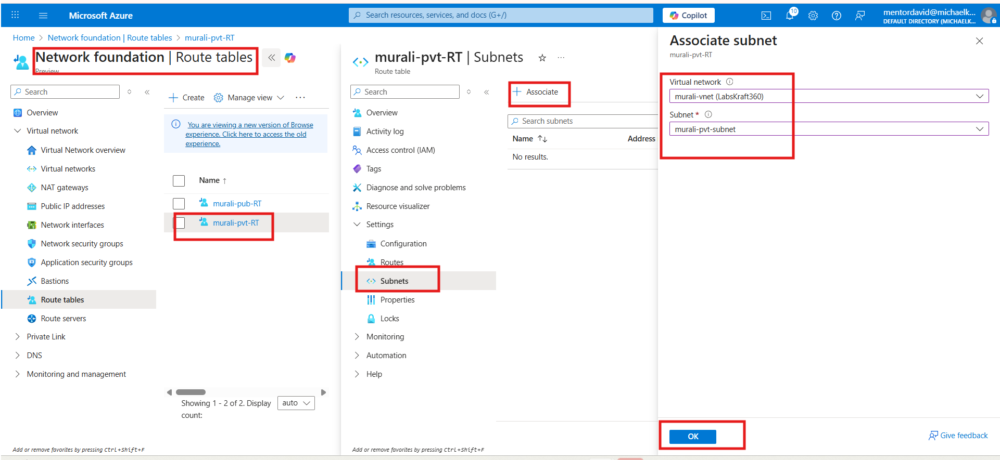 Microsoft Azure
Search resources, services, and docs (G+/)
Copilot
10
mentordavid@michaelk...
DEFAULT DIRECTORY (MICHAELK...
Home > Network foundation | Route tables > murali-pvt-RT
Network foundation | Route tables
Preview
Search
Overview
Virtual network
Virtual Network overview
Virtual networks
NAT gateways
Public IP addresses
Network interfaces
Network security groups
Application security groups
Bastions
Route tables
Route servers
Private Link
DNS
Monitoring and management
Add or remove favorites by pressing Ctrl+Shift+F
Create
Manage view
You are viewing a new version of Browse
experience. Click here to access the old
experience.
Name ↑
murali-pub-RT
murali-pvt-RT
Showing 1 - 2 of 2. Display
count:
auto
murali-pvt-RT | Subnets
Route table
Search
Overview
Activity log
Access control (IAM)
Tags
Diagnose and solve problems
Resource visualizer
Settings
Configuration
Routes
Subnets
Properties
Locks
Monitoring
Automation
Help
Add or remove favorites by pressing Ctrl+Shift+F
Associate
Search subnets
Name ↑↓
Address
No results.
Associate subnet
murali-pvt-RT
Virtual network
murali-vnet (LabsKraft360)
Subnet *
murali-pvt-subnet
OK
Give feedback